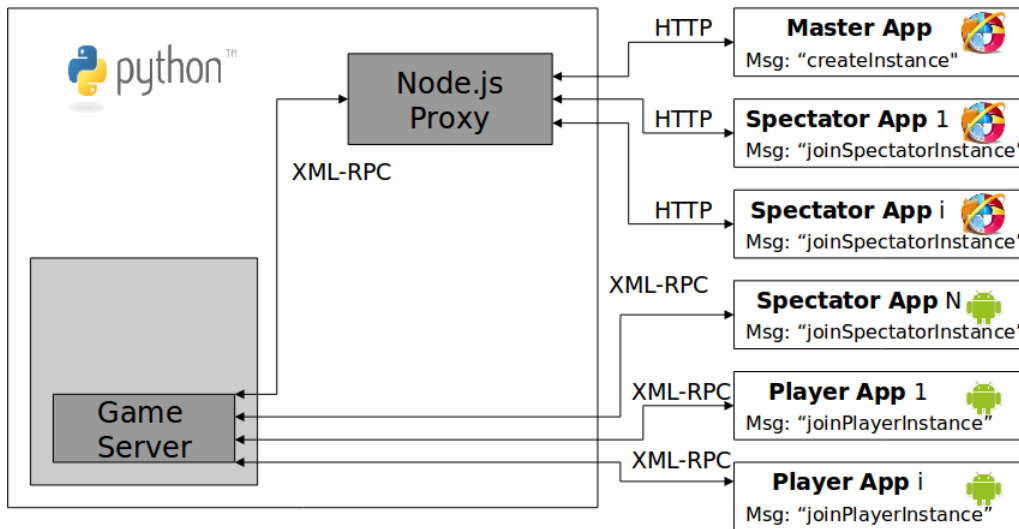 python™
Node.js
Proxy
XML-RPC
Game
Server
HTTP
Master App
Msg: “createInstance"
HTTP
Spectator App 1
Msg: “joinSpectatorInstance”
HTTP
Spectator App i
Msg: “joinSpectatorInstance”
XML-RPC
Spectator App N
Msg: “joinSpectatorInstance”
XML-RPC
Player App 1
Msg: “joinPlayerInstance”
XML-RPC
Player App i
Msg: “joinPlayerInstance”